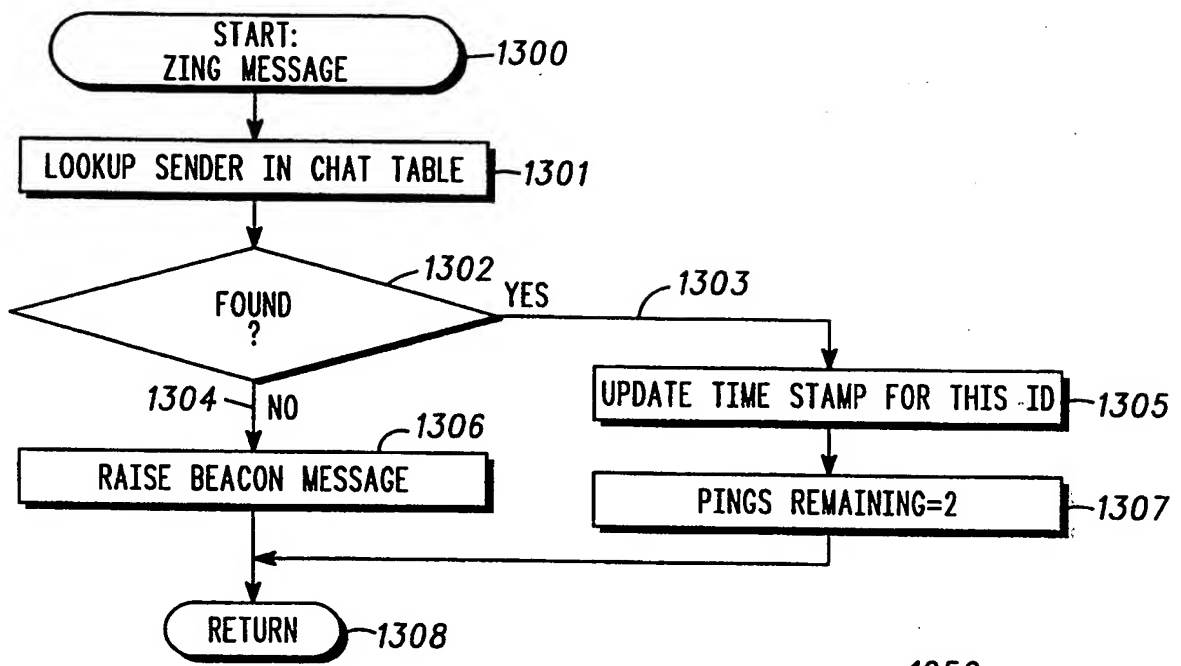 START:
ZING MESSAGE
1300
LOOKUP SENDER IN CHAT TABLE
1301
1302
FOUND
?
YES
1303
1304
NO
UPDATE TIME STAMP FOR THIS ID
1305
1306
RAISE BEACON MESSAGE
PINGS REMAINING=2
1307
RETURN
1308